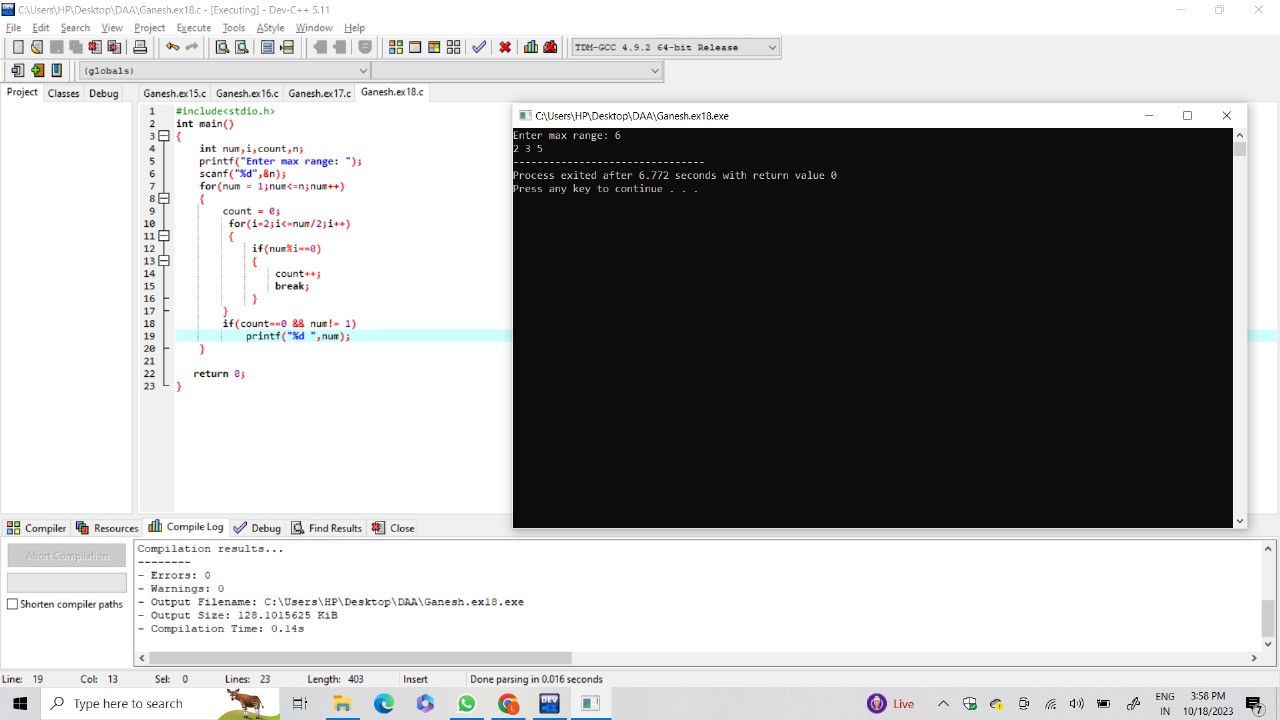 C:\Users\HP\Desktop\DAA\Ganesh.ex18.c - [Executing] - Dev-C++ 5.11
File Edit Search View Project Execute Tools AStyle Window Help
TDM-GCC 4.9.2 64-bit Release
(globals)
Project Classes Debug
Ganesh.ex15.c Ganesh.ex16.c Ganesh.ex17.c Ganesh.ex18.c
1 #include<stdio.h>
2 int main()
3 {
4 int num,i,count,n;
5 printf("Enter max range: ");
6 scanf("%d",&n);
7 for(num = 1;num<=n;num++)
8 {
9 count = 0;
10 for(i=2;i<=num/2;i++)
11 {
12 if(num%i==0)
13 {
14 count++;
15 break;
16 }
17 }
18 if(count==0 && num!= 1)
19 printf("%d ",num);
20 }
21
22 return 0;
23 }
C:\Users\HP\Desktop\DAA\Ganesh.ex18.exe
Enter max range: 6
2 3 5
--------------------------------
Process exited after 6.772 seconds with return value 0
Press any key to continue . . .
Compiler Resources Compile Log Debug Find Results Close
Abort Compilation
Shorten compiler paths
Compilation results...
--------
- Errors: 0
- Warnings: 0
- Output Filename: C:\Users\HP\Desktop\DAA\Ganesh.ex18.exe
- Output Size: 128.1015625 KiB
- Compilation Time: 0.14s
Line: 19 Col: 13 Sel: 0 Lines: 23 Length: 403 Insert Done parsing in 0.016 seconds
Type here to search
DEV
Live
ENG
IN
3:58 PM
10/18/2023
7